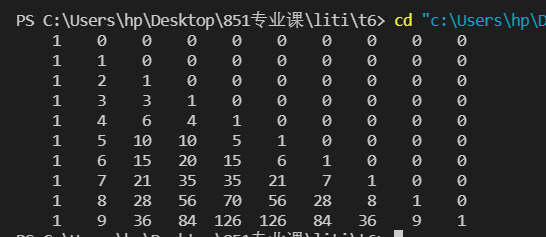 PS C:\Users\hp\Desktop\851专业课\liti\t6> cd "c:\Users\hp\D
1 0 0 0 0 0 0 0 0 0
1 1 0 0 0 0 0 0 0 0
1 2 1 0 0 0 0 0 0 0
1 3 3 1 0 0 0 0 0 0
1 4 6 4 1 0 0 0 0 0
1 5 10 10 5 1 0 0 0 0
1 6 15 20 15 6 1 0 0 0
1 7 21 35 35 21 7 1 0 0
1 8 28 56 70 56 28 8 1 0
1 9 36 84 126 126 84 36 9 1
PS C:\Users\hp\Desktop\851专业课\liti\t6>